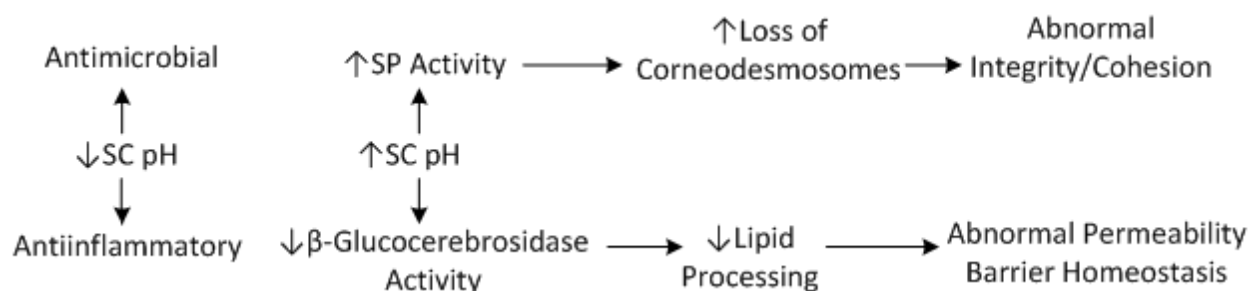 Antimicrobial
↓SC pH
Antiinflammatory
↑SP Activity
↑SC pH
↓β-Glucocerebrosidase
Activity
↑Loss of
Corneodesmosomes
Abnormal
Integrity/Cohesion
↓Lipid
Processing
Abnormal Permeability
Barrier Homeostasis